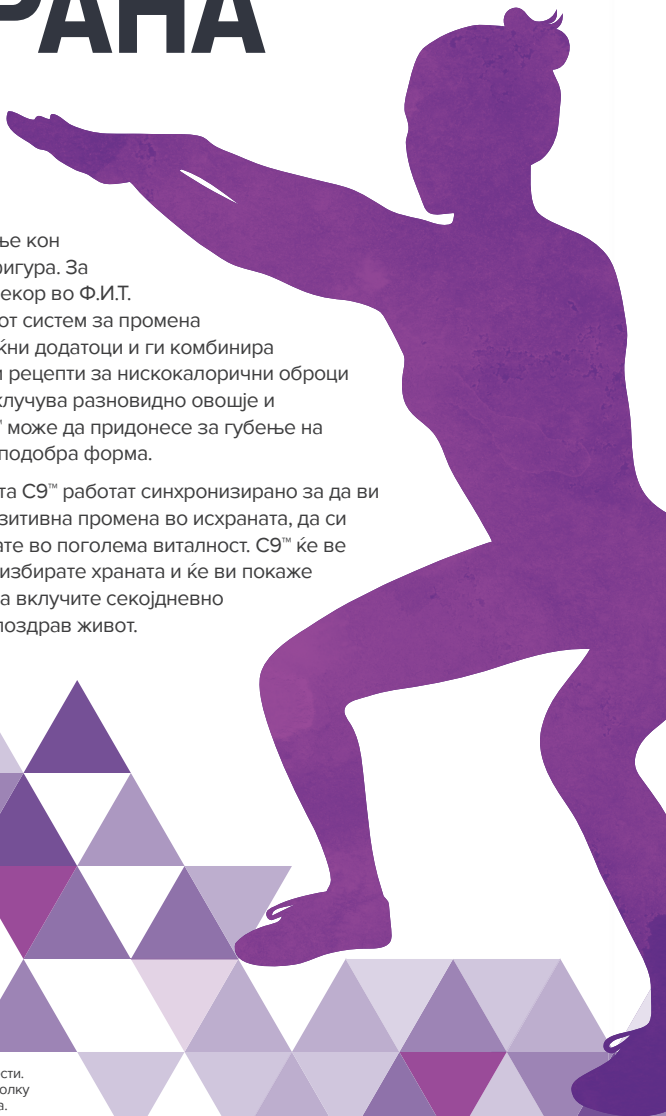 РАНА
ње кон
фигура. За
екор во Ф.И.Т.
от систем за промена
ќни додатоци и ги комбинира
и рецепти за нискокалорични оброци
клучува разновидно овошје и
™ може да придонесе за губење на
подобра форма.
та C9™ работат синхронизирано за да ви
зитивна промена во исхраната, да си
ате во поголема виталност. C9™ ќе ве
избирате храната и ќе ви покаже
а вклучите секојдневно
поздрав живот.
сти.
олку
а.